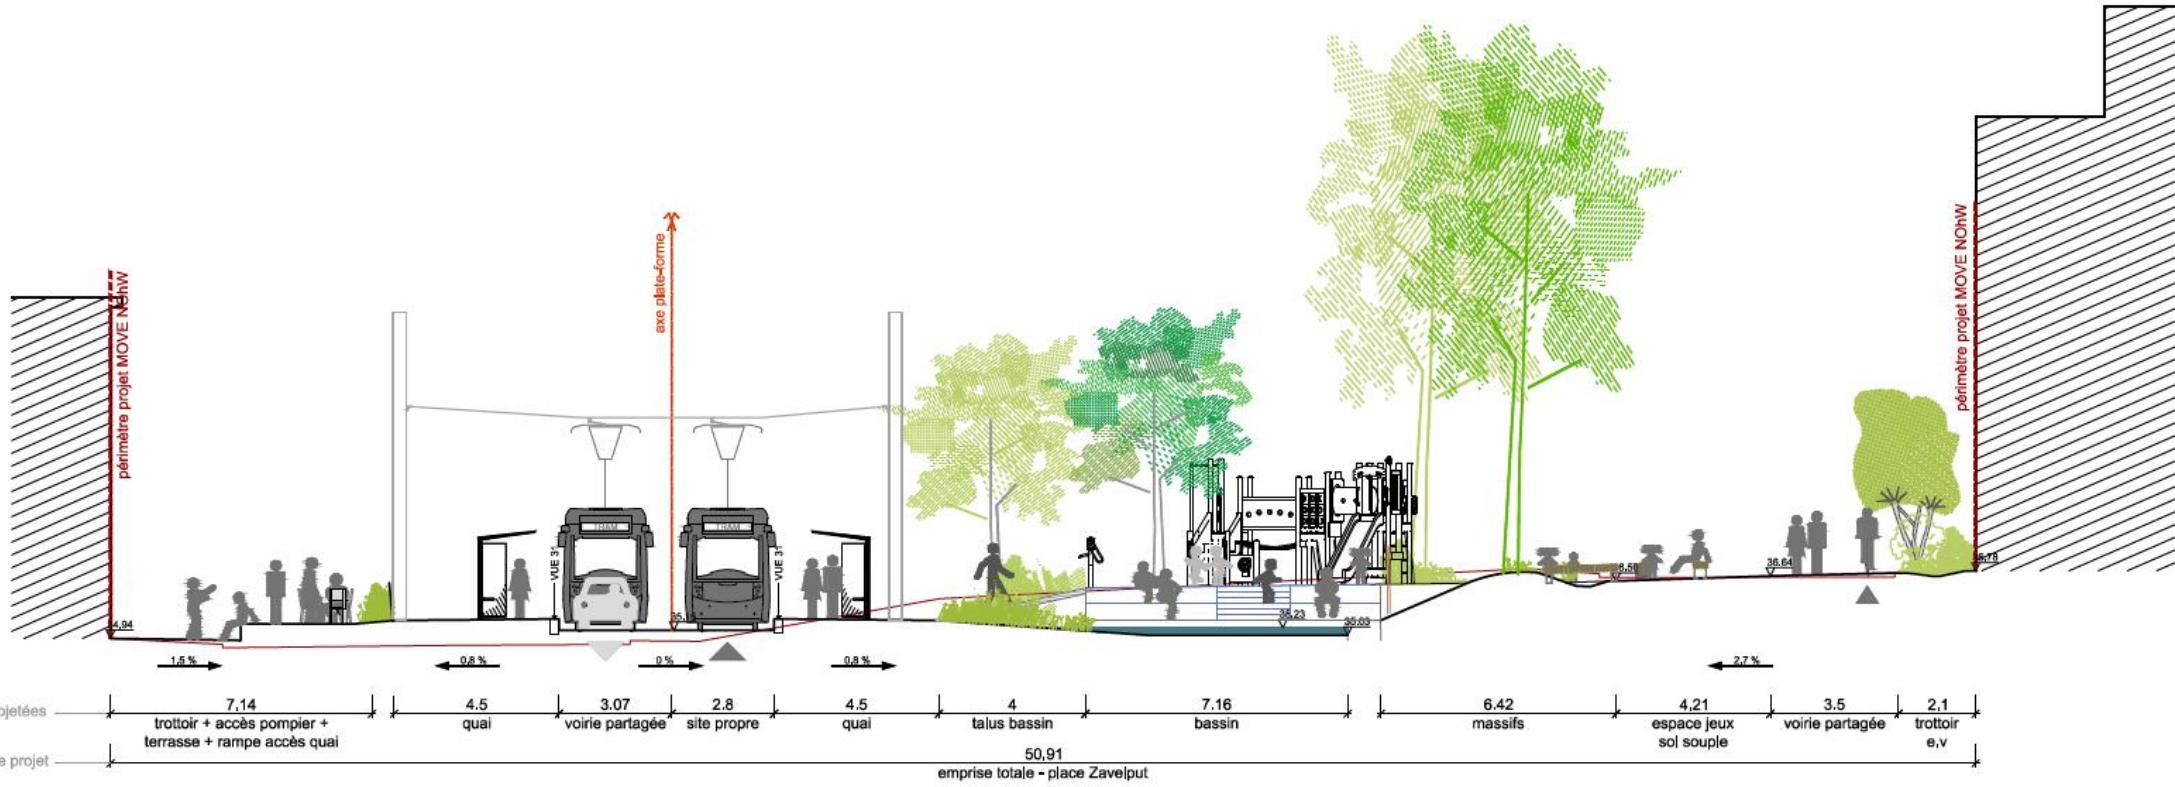 périmètre projet MOVE NOhW
axe plate-forme
périmètre projet MOVE NOhW
TRAM
TRAM
VUE 31
VUE 31
36.64
35,23
35.03
1,5 %
0,8 %
0 %
0,8 %
2,7 %
7,14
4.5
3.07
2.8
4.5
4
7.16
6.42
4,21
3.5
2,1
trottoir + accès pompier +
terrasse + rampe accès quai
quai
voirie partagée
site propre
quai
talus bassin
bassin
massifs
espace jeux
sol souple
voirie partagée
trottoir
e,v
50,91
emprise totale - place Zavelput
ojetées
e projet
4,94